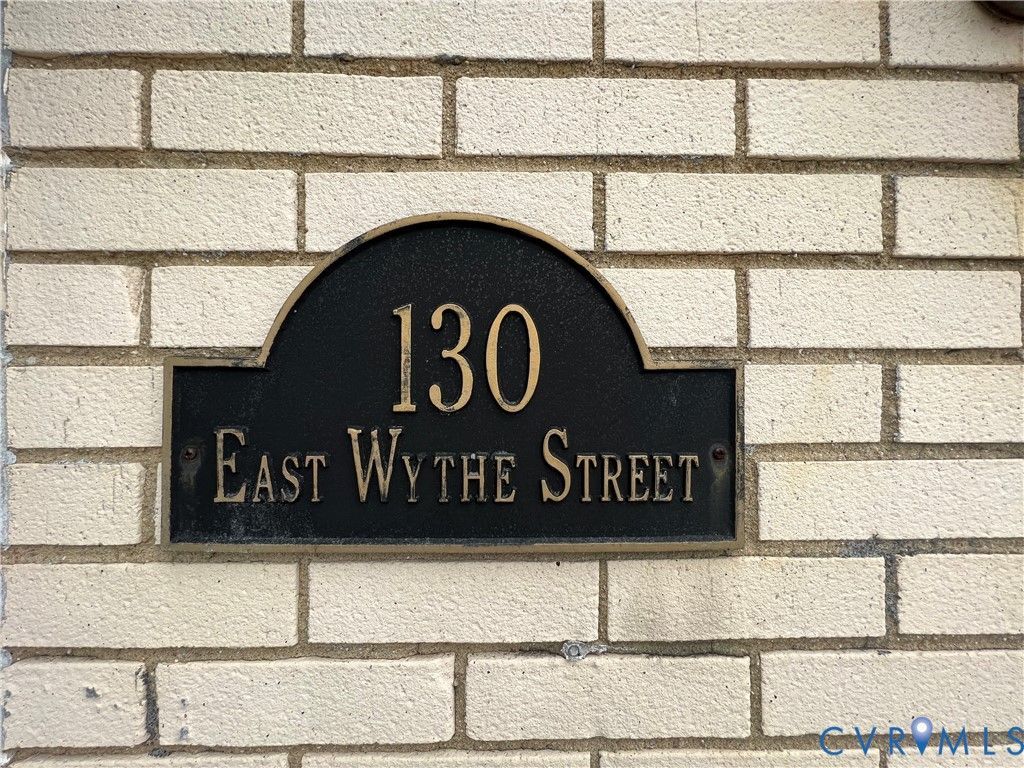 130
East Wythe Street
CVRMLS